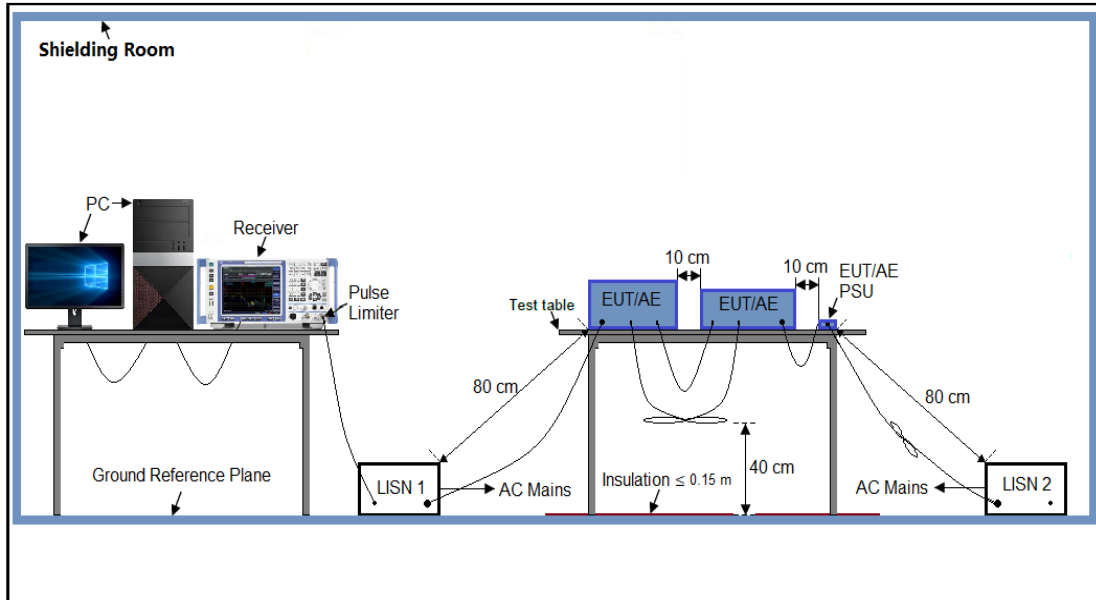 Shielding Room
PC
Receiver
Pulse
Limiter
10 cm
10 cm
EUT/AE
PSU
EUT/AE
EUT/AE
Test table
80 cm
80 cm
40 cm
Ground Reference Plane
LISN 1
AC Mains
Insulation ≤ 0.15 m
AC Mains
LISN 2